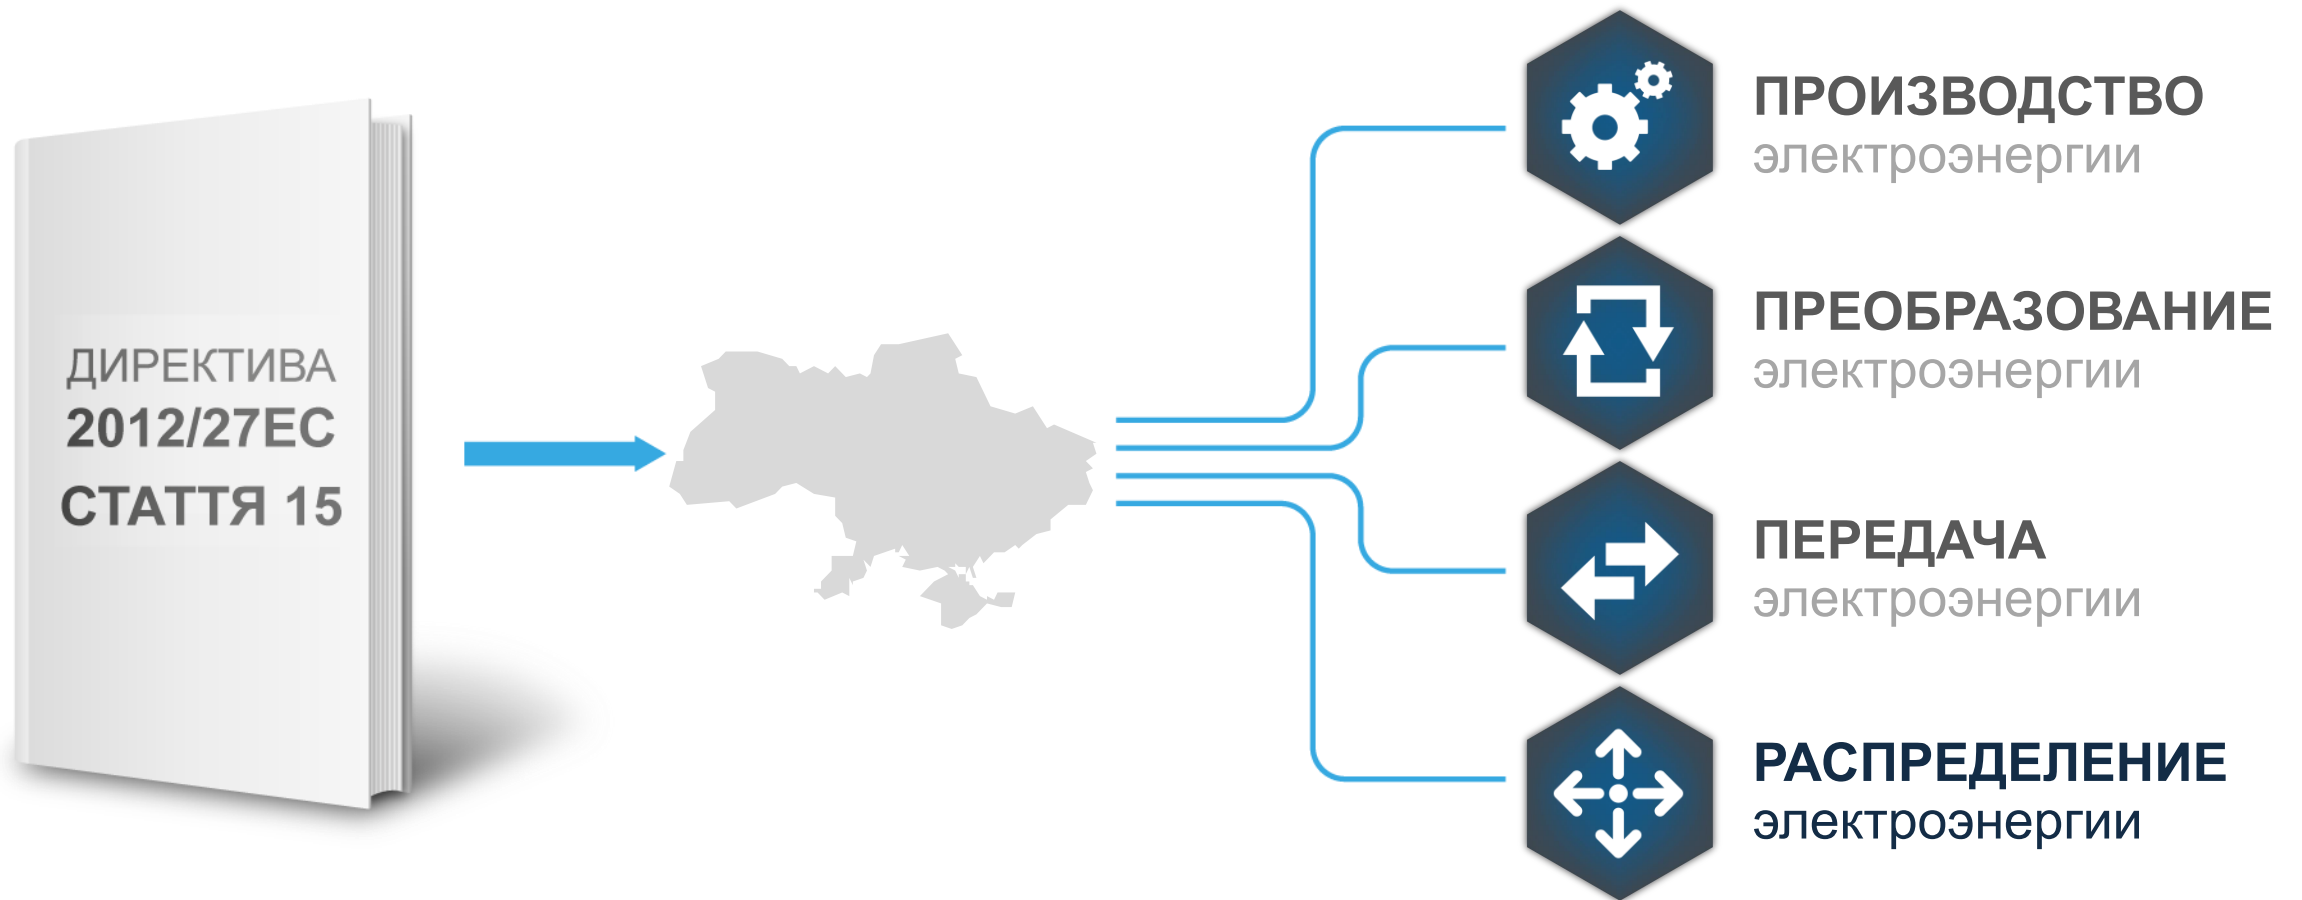 ДИРЕКТИВА
2012/27ЕС
СТАТТЯ 15
ПРОИЗВОДСТВО
электроэнергии
ПРЕОБРАЗОВАНИЕ
электроэнергии
ПЕРЕДАЧА
электроэнергии
РАСПРЕДЕЛЕНИЕ
электроэнергии